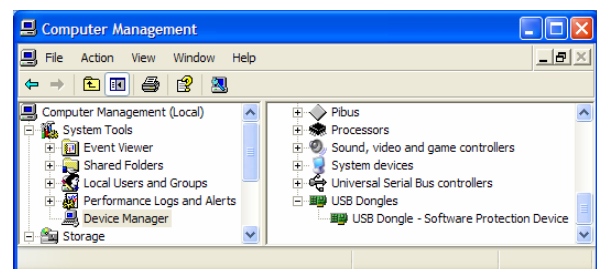 Computer Management
File Action View Window Help
Computer Management (Local)
System Tools
Event Viewer
Shared Folders
Local Users and Groups
Performance Logs and Alerts
Device Manager
Storage
Pibus
Processors
Sound, video and game controllers
System devices
Universal Serial Bus controllers
USB Dongles
USB Dongle - Software Protection Device